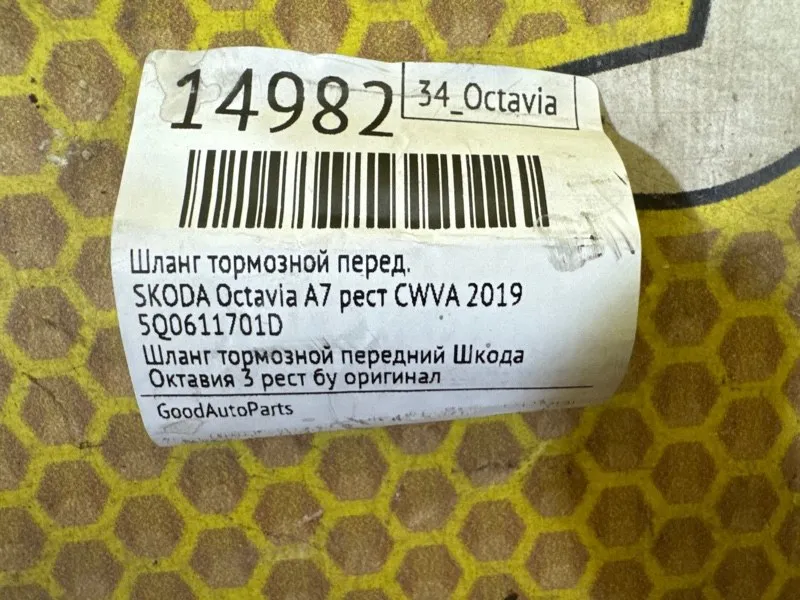 14982
34_Octavia
Шланг тормозной перед.
SKODA Octavia A7 рест CWVA 2019
5Q0611701D
Шланг тормозной передний Шкода
Октавия 3 рест бу оригинал
GoodAutoParts